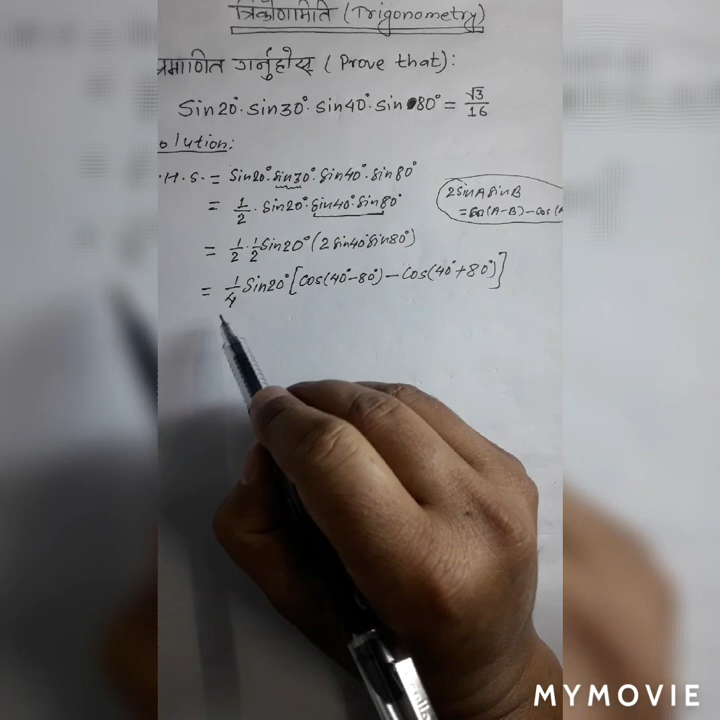 त्रिकोणमिति (Trigonometry)
प्रमाणित गर्नुहोस् (Prove that):
Sin20°. Sin30°. Sin40°. Sin80° = √3/16
olution:
.H.S. = Sin20°. Sin30°. Sin40°. Sin80°
= 1/2 . Sin20°. Sin40°. Sin80°
2SinA SinB
= Cos(A-B) - Cos(A
= 1/2 . 1/2 Sin20° (2 Sin40° Sin80°)
= 1/4 Sin20° [Cos(40°-80°) - Cos(40°+80°)]
MYMOVIE